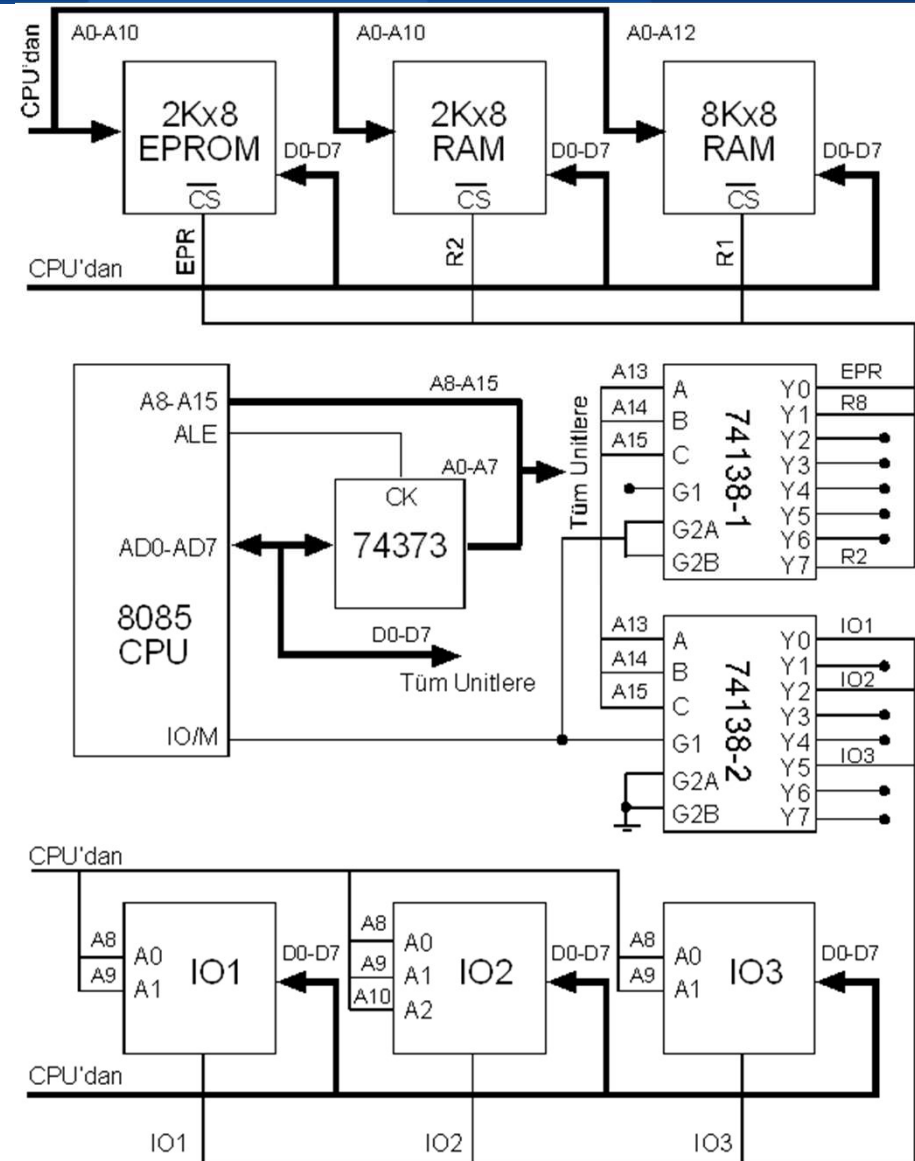 CPU'dan
A0-A10
A0-A10
A0-A12
2Kx8
EPROM
CS
D0-D7
2Kx8
RAM
CS
D0-D7
8Kx8
RAM
CS
D0-D7
EPR
R2
R1
CPU'dan
A8-A15
ALE
AD0-AD7
8085
CPU
IO/M
A8-A15
A0-A7
CK
74373
D0-D7
Tüm Unitlere
Tüm Unitlere
A13
A14
A15
A
B
C
G1
G2A
G2B
74138-1
Y0
Y1
Y2
Y3
Y4
Y5
Y6
Y7
EPR
R8
R2
A13
A14
A15
A
B
C
G1
G2A
G2B
74138-2
Y0
Y1
Y2
Y3
Y4
Y5
Y6
Y7
IO1
IO2
IO3
CPU'dan
A8
A9
A0
A1
IO1
D0-D7
A8
A9
A10
A0
A1
A2
IO2
D0-D7
A8
A9
A0
A1
IO3
D0-D7
CPU'dan
IO1
IO2
IO3